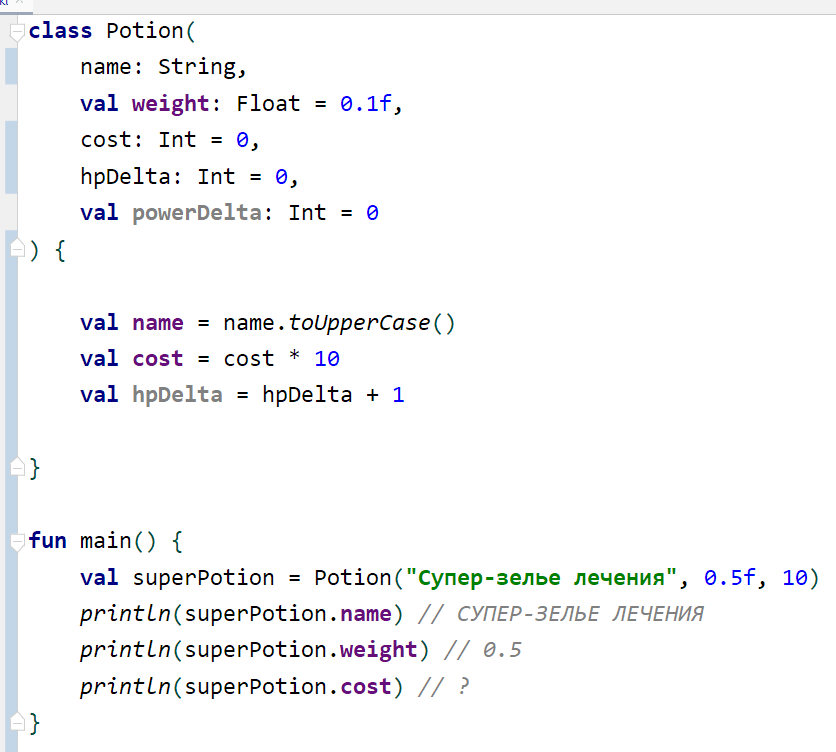 class Potion(
    name: String,
    val weight: Float = 0.1f,
    cost: Int = 0,
    hpDelta: Int = 0,
    val powerDelta: Int = 0
) {
    val name = name.toUpperCase()
    val cost = cost * 10
    val hpDelta = hpDelta + 1
}
fun main() {
    val superPotion = Potion("Супер-зелье лечения", 0.5f, 10)
    println(superPotion.name) // СУПЕР-ЗЕЛЬЕ ЛЕЧЕНИЯ
    println(superPotion.weight) // 0.5
    println(superPotion.cost) // ?
}